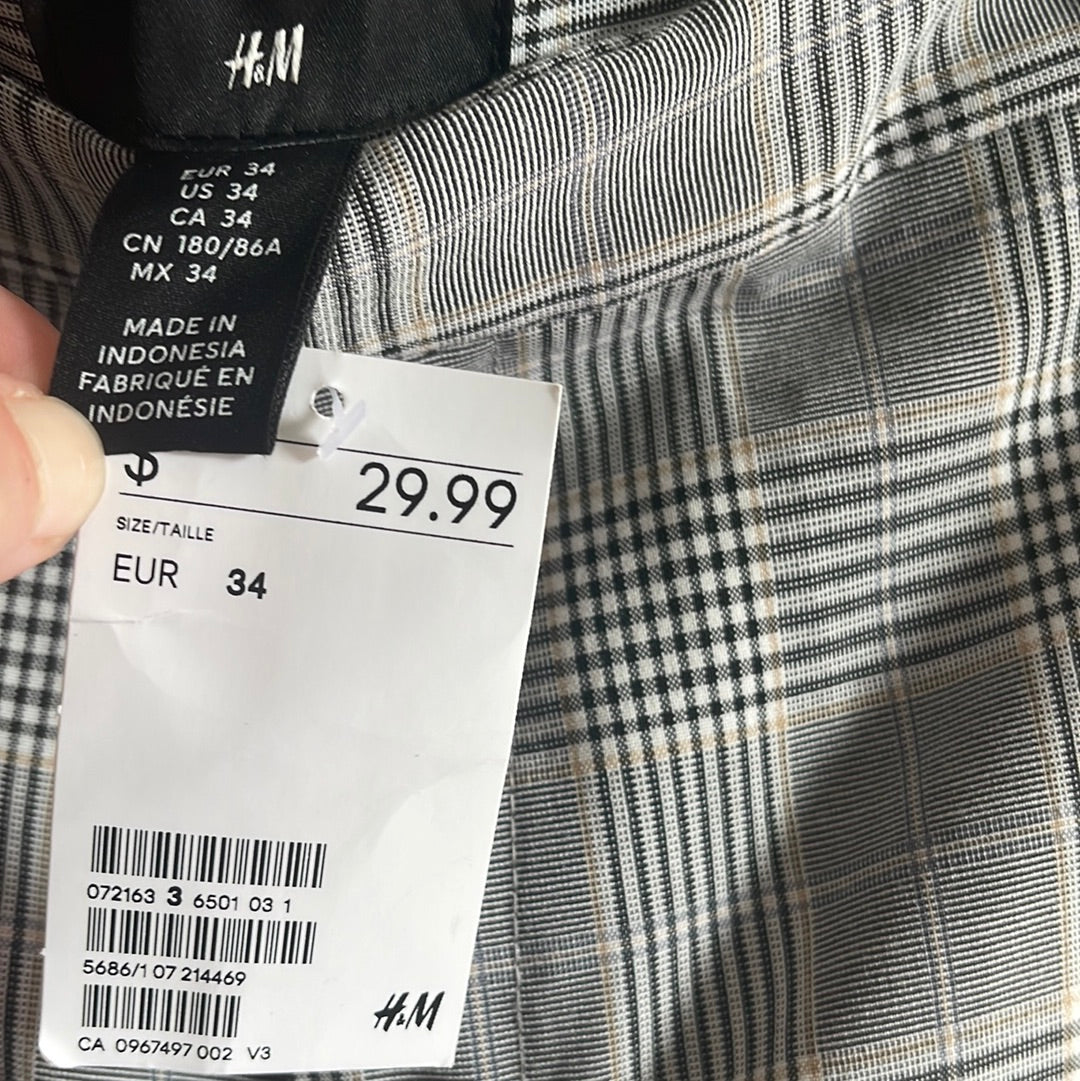 H&M
EUR 34
US 34
CA 34
CN 180/86A
MX 34
MADE IN
INDONESIA
FABRIQUÉ EN
INDONÉSIE
$ 29.99
SIZE/TAILLE
EUR 34
072163 3 6501 03 1
5686/1 07 214469
CA 0967497 002 V3
H&M